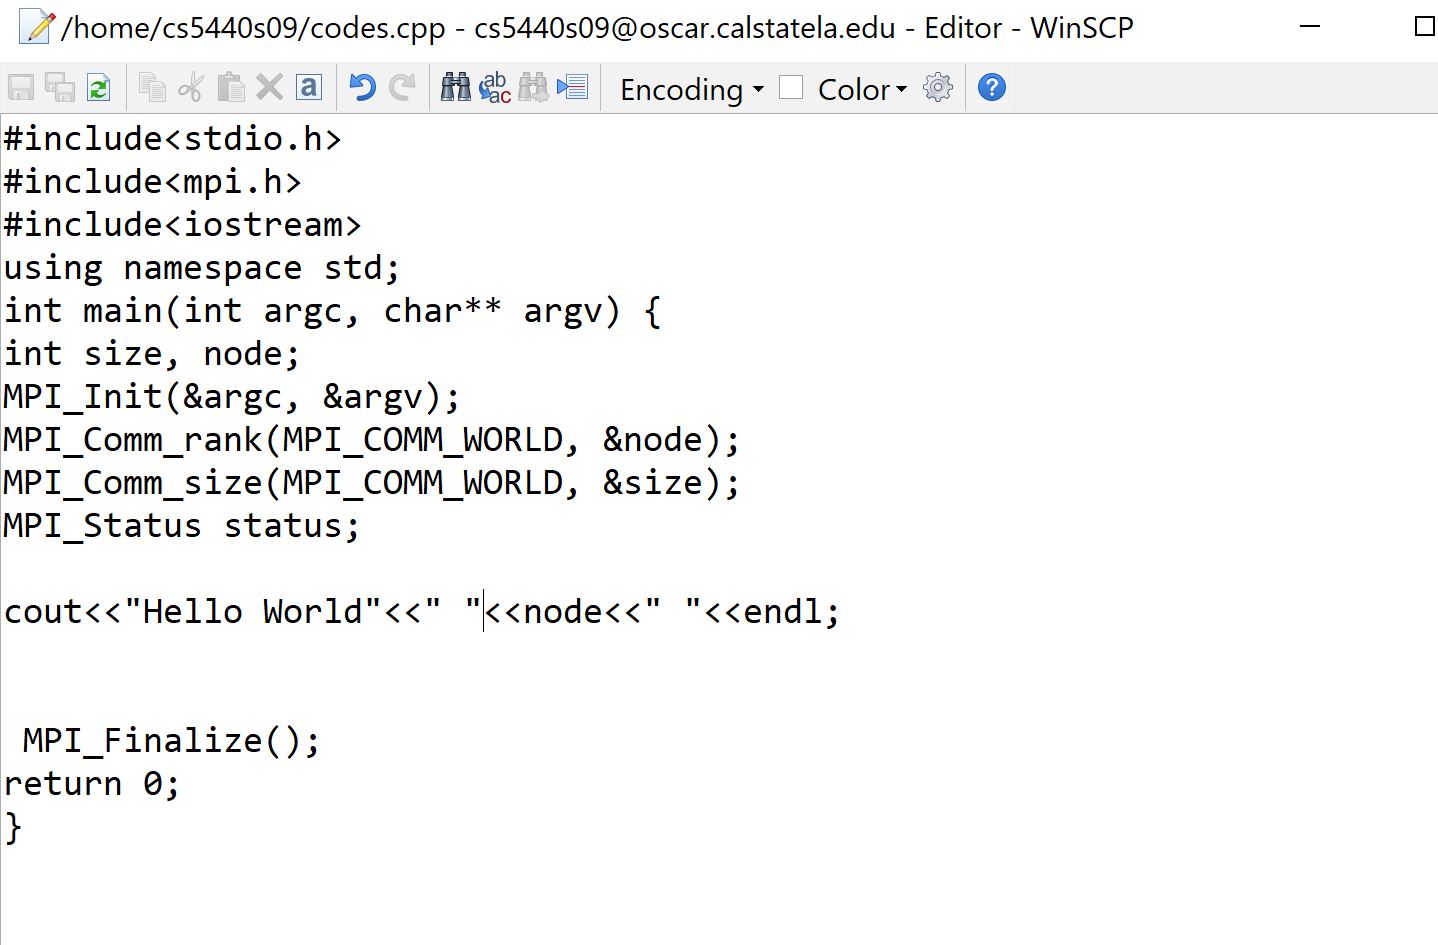 /home/cs5440s09/codes.cpp - cs5440s09@oscar.calstatela.edu - Editor - WinSCP
a ab ac Encoding Color ?
#include<stdio.h>
#include<mpi.h>
#include<iostream>
using namespace std;
int main(int argc, char** argv) {
int size, node;
MPI_Init(&argc, &argv);
MPI_Comm_rank(MPI_COMM_WORLD, &node);
MPI_Comm_size(MPI_COMM_WORLD, &size);
MPI_Status status;
cout<<"Hello World"<<" "<<node<<" "<<endl;
MPI_Finalize();
return 0;
}